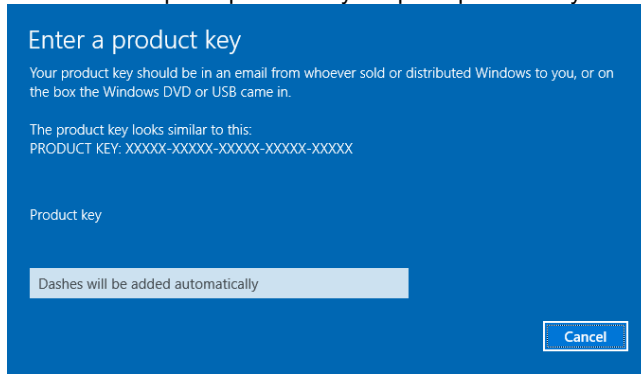 Enter a product key
Your product key should be in an email from whoever sold or distributed Windows to you, or on
the box the Windows DVD or USB came in.
The product key looks similar to this:
PRODUCT KEY: XXXXX-XXXXX-XXXXX-XXXXX-XXXXX
Product key
Dashes will be added automatically
Cancel